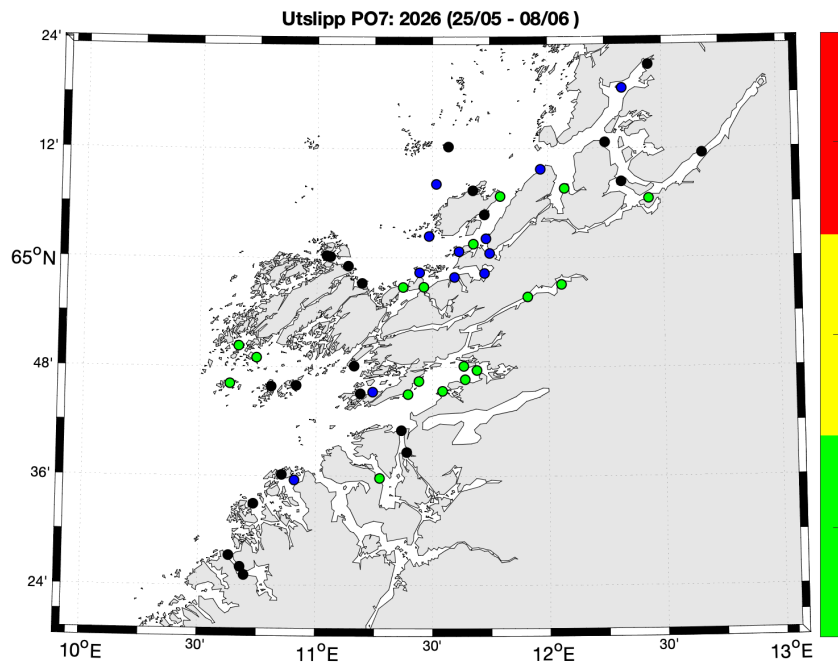 Utslipp PO7: 2026 (25/05 - 08/06 )
24'
12'
65°N
48'
36'
24'
10°E
30'
11°E
30'
12°E
30'
13°E